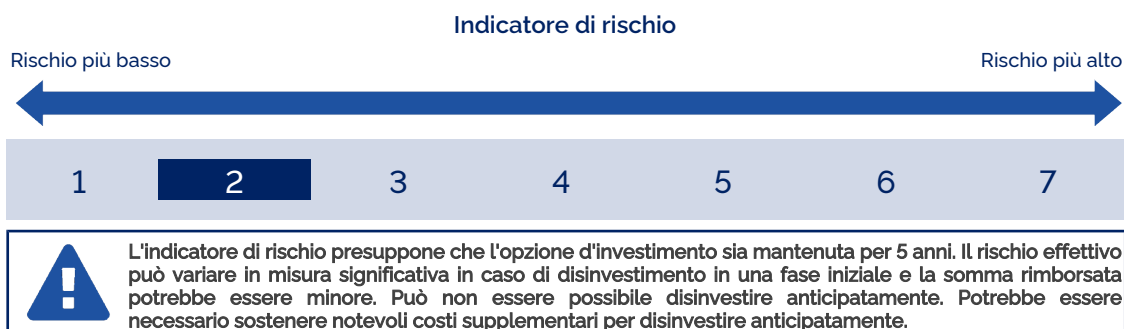 Indicatore di rischio
Rischio più basso
Rischio più alto
1 2 3 4 5 6 7
L'indicatore di rischio presuppone che l'opzione d'investimento sia mantenuta per 5 anni. Il rischio effettivo
può variare in misura significativa in caso di disinvestimento in una fase iniziale e la somma rimborsata
potrebbe essere minore. Può non essere possibile disinvestire anticipatamente. Potrebbe essere
necessario sostenere notevoli costi supplementari per disinvestire anticipatamente.